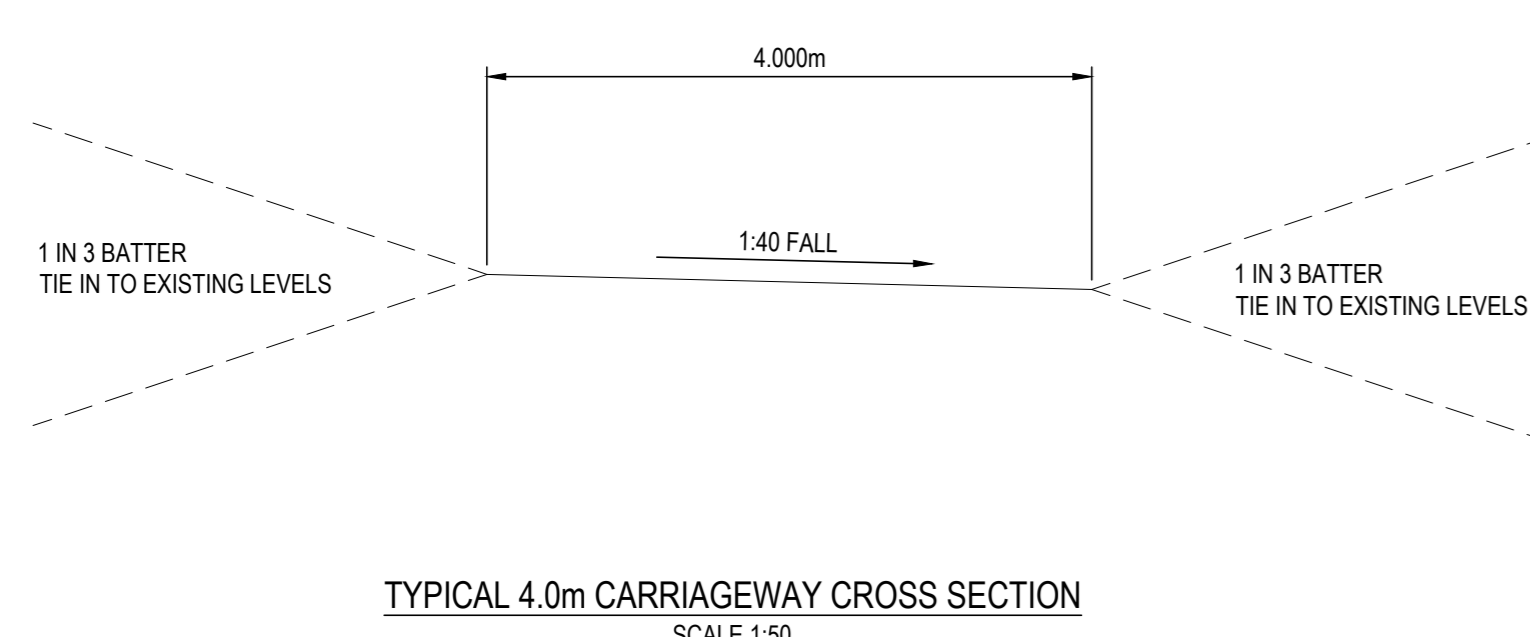 4.000m
1:40 FALL
1 IN 3 BATTER
TIE IN TO EXISTING LEVELS
1 IN 3 BATTER
TIE IN TO EXISTING LEVELS
TYPICAL 4.0m CARRIAGEWAY CROSS SECTION
SCALE 1:50